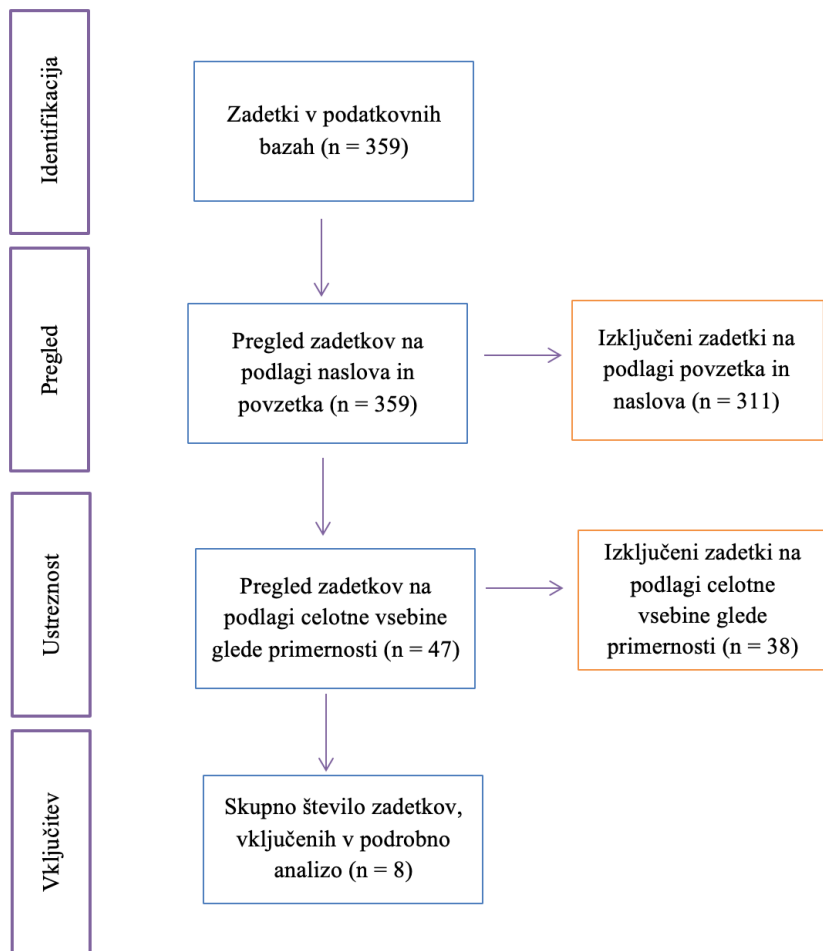 Identifikacija
Zadetki v podatkovnih
bazah (n = 359)
Pregled
Pregled zadetkov na
podlagi naslova in
povzetka (n = 359)
Izključeni zadetki na
podlagi povzetka in
naslova (n = 311)
Ustreznost
Pregled zadetkov na
podlagi celotne vsebine
glede primernosti (n = 47)
Izključeni zadetki na
podlagi celotne
vsebine glede
primernosti (n = 38)
Vključitev
Skupno število zadetkov,
vključenih v podrobno
analizo (n = 8)